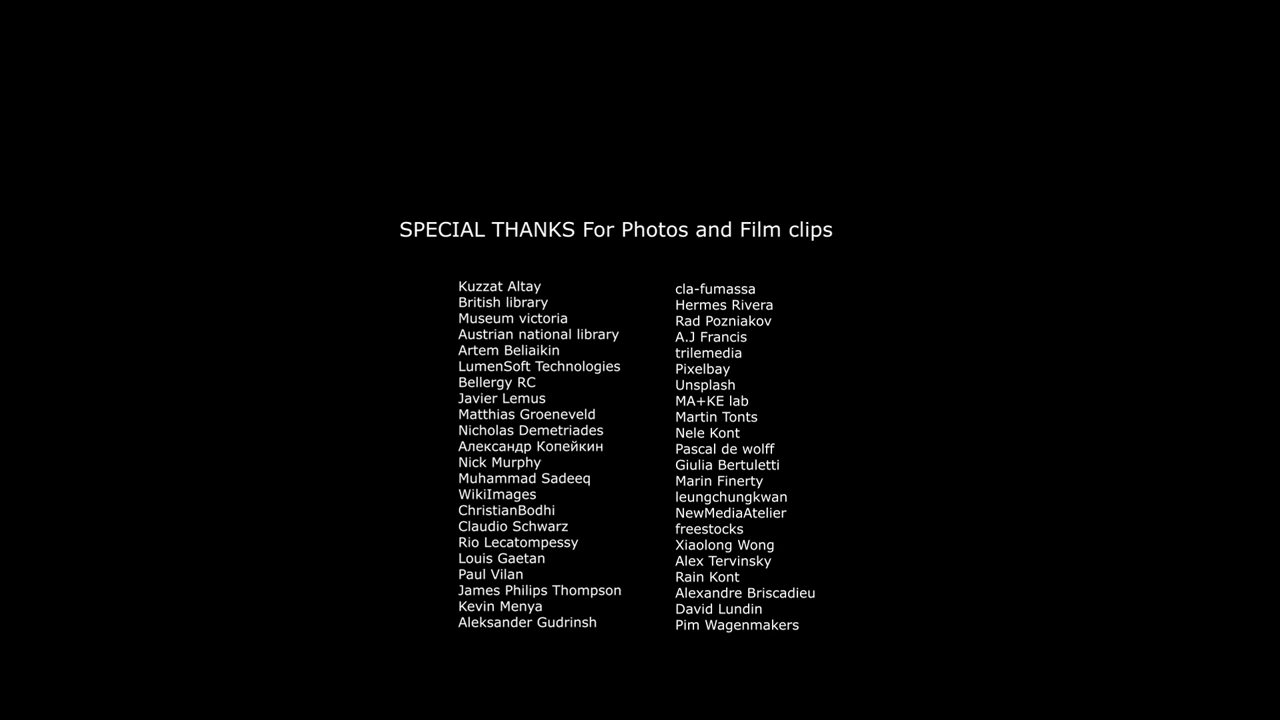 SPECIAL THANKS For Photos and Film clips
Kuzzat Altay
British library
Museum victoria
Austrian national library
Artem Beliaikin
LumenSoft Technologies
Bellergy RC
Javier Lemus
Matthias Groeneveld
Nicholas Demetriades
Александр Копейкин
Nick Murphy
Muhammad Sadeeq
WikiImages
ChristianBodhi
Claudio Schwarz
Rio Lecatompessy
Louis Gaetan
Paul Vilan
James Philips Thompson
Kevin Menya
Aleksander Gudrinsh
cla-fumassa
Hermes Rivera
Rad Pozniakov
A.J Francis
trilemedia
Pixelbay
Unsplash
MA+KE lab
Martin Tonts
Nele Kont
Pascal de wolff
Giulia Bertuletti
Marin Finerty
leungchungkwan
NewMediaAtelier
freestocks
Xiaolong Wong
Alex Tervinsky
Rain Kont
Alexandre Briscadieu
David Lundin
Pim Wagenmakers